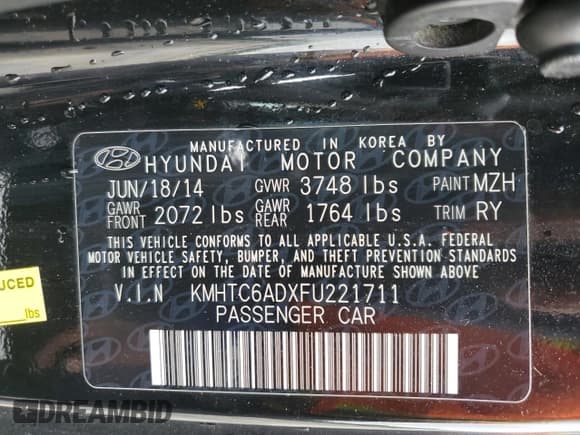 MANUFACTURED IN KOREA BY
HYUNDAI MOTOR COMPANY
JUN/18/14 GVWR 3748 lbs PAINT MZH
GAWR FRONT 2072 lbs GAWR REAR 1764 lbs TRIM RY
THIS VEHICLE CONFORMS TO ALL APPLICABLE U.S.A. FEDERAL
MOTOR VEHICLE SAFETY, BUMPER, AND THEFT PREVENTION STANDARDS
IN EFFECT ON THE DATE OF MANUFACTURE SHOWN ABOVE.
V.I.N KMHTC6ADXFU221711
PASSENGER CAR
UCED
lbs
DREAMBID